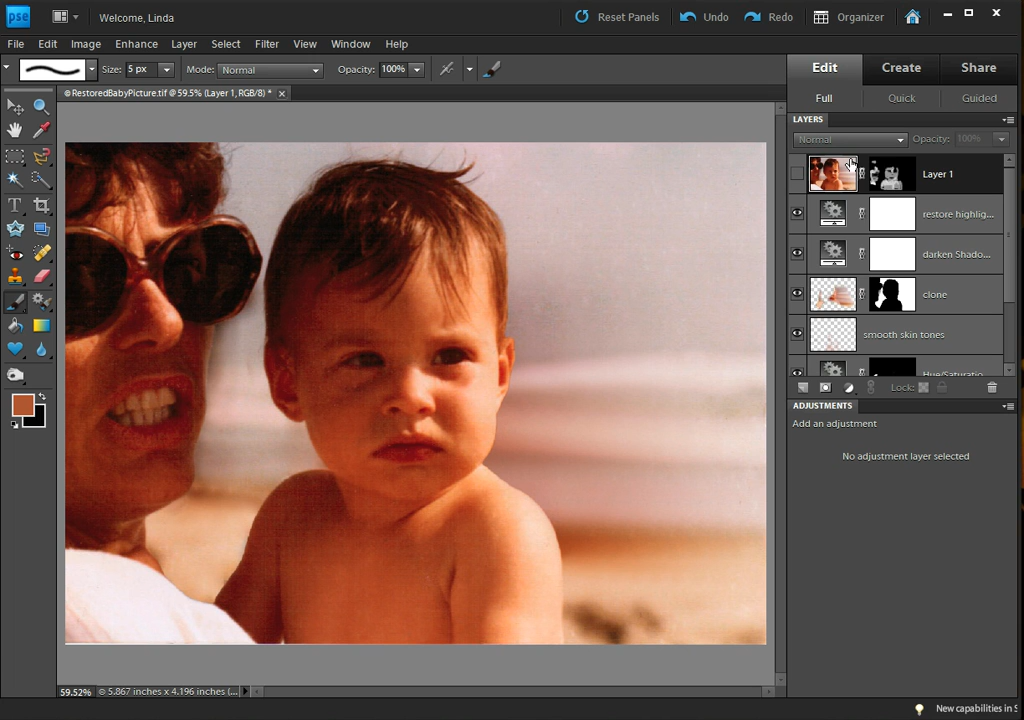 pse Welcome, Linda Reset Panels Undo Redo Organizer
File Edit Image Enhance Layer Select Filter View Window Help
Size: 5 px Mode: Normal Opacity: 100%
Edit Create Share
©RestoredBabyPicture.tif @ 59.5% (Layer 1, RGB/8) *
Full Quick Guided
LAYERS
Normal Opacity: 100%
Layer 1
restore highlig...
darken Shado...
clone
smooth skin tones
Hue/Saturatio...
Lock:
ADJUSTMENTS
Add an adjustment
No adjustment layer selected
T
59.52% © 5.867 inches x 4.196 inches (...
New capabilities in S